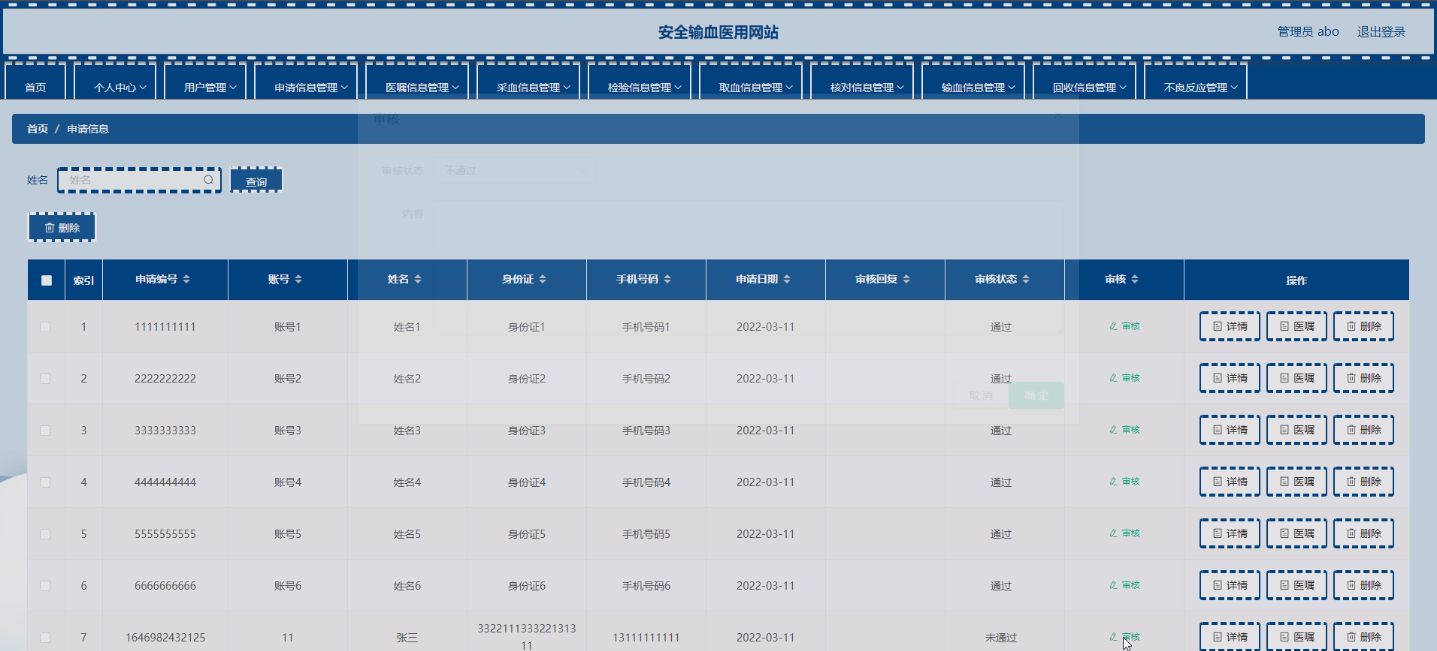 安全输血医用网站
管理员 abo 退出登录
首页 个人中心 用户管理 申请信息管理 医嘱信息管理 采血信息管理 检验信息管理 取血信息管理 核对信息管理 输血信息管理 回收信息管理 不良反应管理
审核
首页 / 申请信息
审核状态 不通过
姓名 姓名 查询
内容
删除
索引 申请编号 账号 姓名 身份证 手机号码 申请日期 审核回复 审核状态 审核 操作
1 1111111111 账号1 姓名1 身份证1 手机号码1 2022-03-11 通过 审核 详情 医嘱 删除
2 2222222222 账号2 姓名2 身份证2 手机号码2 2022-03-11 通过 审核 详情 医嘱 删除
取消 确定
3 3333333333 账号3 姓名3 身份证3 手机号码3 2022-03-11 通过 审核 详情 医嘱 删除
4 4444444444 账号4 姓名4 身份证4 手机号码4 2022-03-11 通过 审核 详情 医嘱 删除
5 5555555555 账号5 姓名5 身份证5 手机号码5 2022-03-11 通过 审核 详情 医嘱 删除
6 6666666666 账号6 姓名6 身份证6 手机号码6 2022-03-11 通过 审核 详情 医嘱 删除
7 1646982432125 11 张三 3322111333221313 13111111111 2022-03-11 未通过 审核 详情 医嘱 删除
11